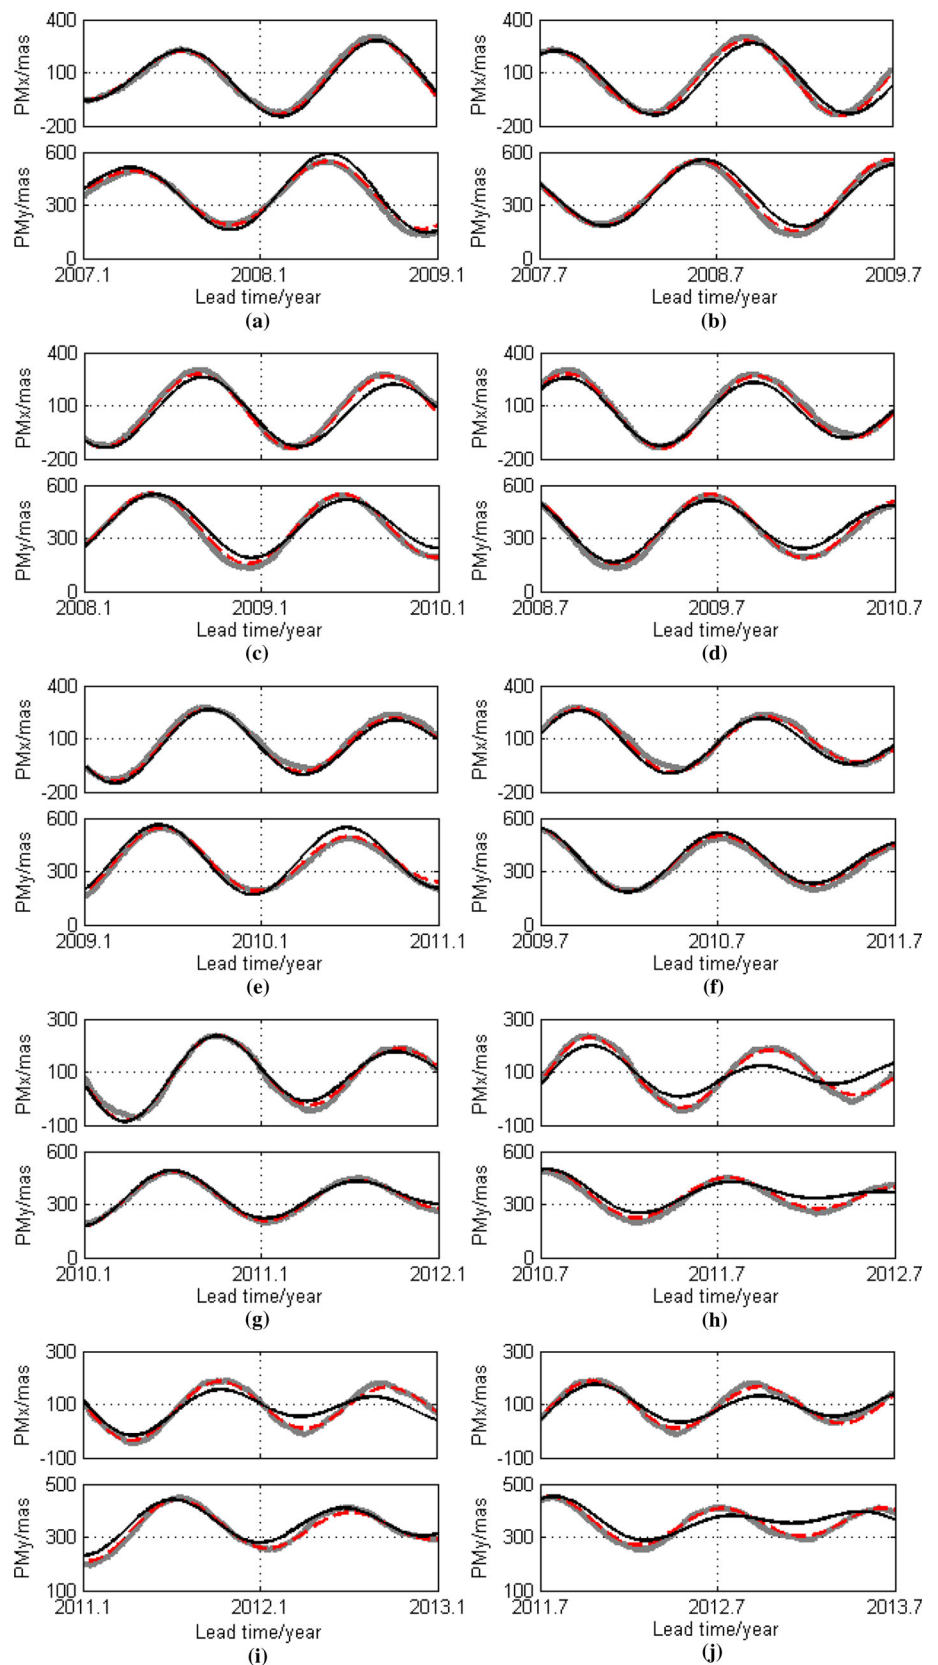 400
100
-200
PMx/mas
600
300
0
PMy/mas
2007.1 2008.1 2009.1
Lead time/year
(a)
400
100
-200
PMx/mas
600
300
0
PMy/mas
2007.7 2008.7 2009.7
Lead time/year
(b)
400
100
-200
PMx/mas
600
300
0
PMy/mas
2008.1 2009.1 2010.1
Lead time/year
(c)
400
100
-200
PMx/mas
600
300
0
PMy/mas
2008.7 2009.7 2010.7
Lead time/year
(d)
400
100
-200
PMx/mas
600
300
0
PMy/mas
2009.1 2010.1 2011.1
Lead time/year
(e)
400
100
-200
PMx/mas
600
300
0
PMy/mas
2009.7 2010.7 2011.7
Lead time/year
(f)
300
100
-100
PMx/mas
600
300
0
PMy/mas
2010.1 2011.1 2012.1
Lead time/year
(g)
300
100
-100
PMx/mas
600
300
0
PMy/mas
2010.7 2011.7 2012.7
Lead time/year
(h)
300
100
-100
PMx/mas
500
300
100
PMy/mas
2011.1 2012.1 2013.1
Lead time/year
(i)
300
100
-100
PMx/mas
500
300
100
PMy/mas
2011.7 2012.7 2013.7
Lead time/year
(j)